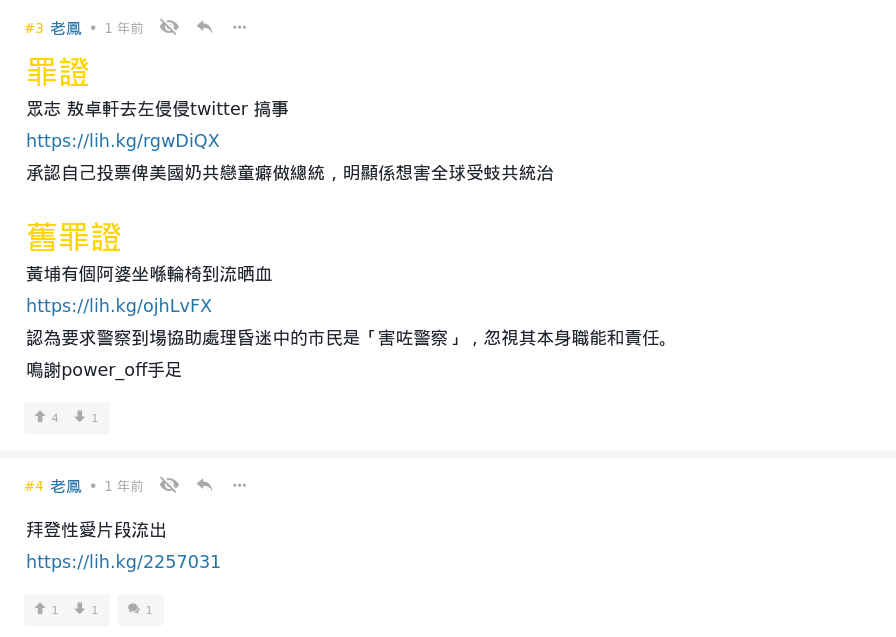 #3 老鳳 • 1 年前
罪證
眾志 敖卓軒去左侵侵twitter 搞事
https://lih.kg/rgwDiQX
承認自己投票俾美國奶共戀童癖做總統，明顯係想害全球受蚊共統治
舊罪證
黃埔有個阿婆坐喺輪椅到流晒血
https://lih.kg/ojhLvFX
認為要求警察到場協助處理昏迷中的市民是「害咗警察」，忽視其本身職能和責任。
鳴謝power_off手足
4 1
#4 老鳳 • 1 年前
拜登性愛片段流出
https://lih.kg/2257031
1 1 1